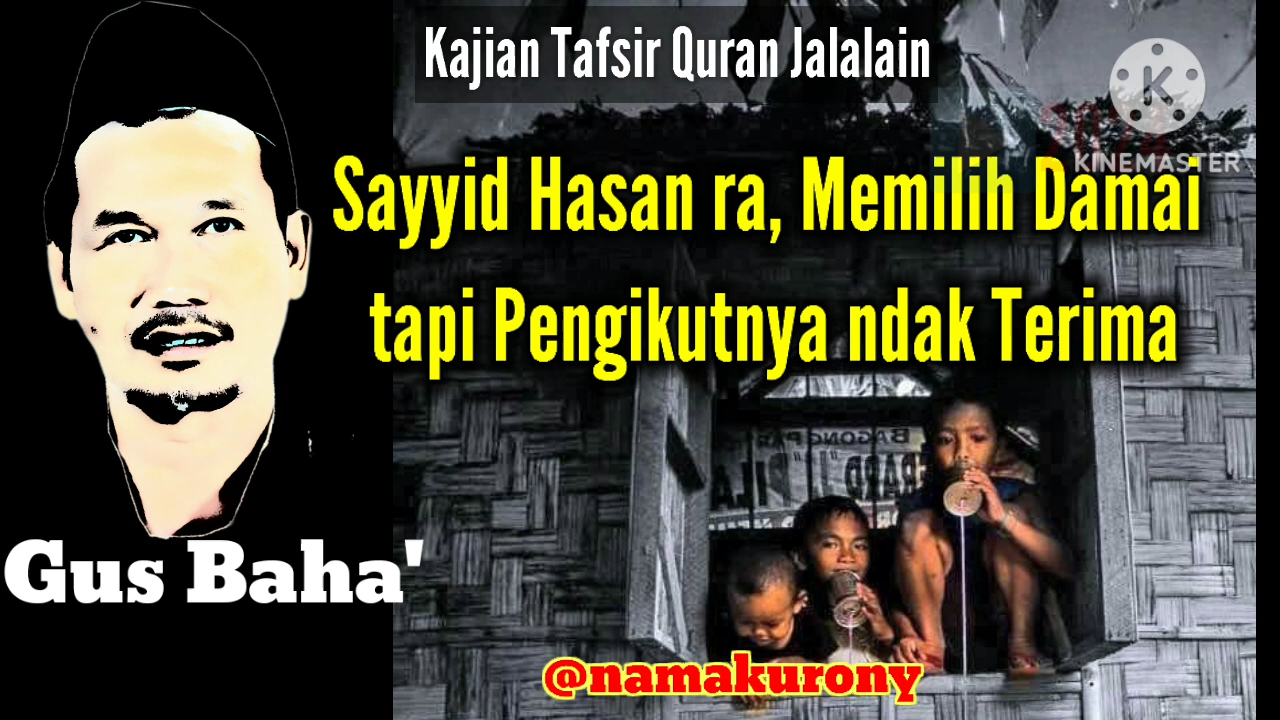 Kajian Tafsir Quran Jalalain
K
KINEMASTER
Sayyid Hasan ra, Memilih Damai
tapi Pengikutnya ndak Terima
Gus Baha'
@namakurony